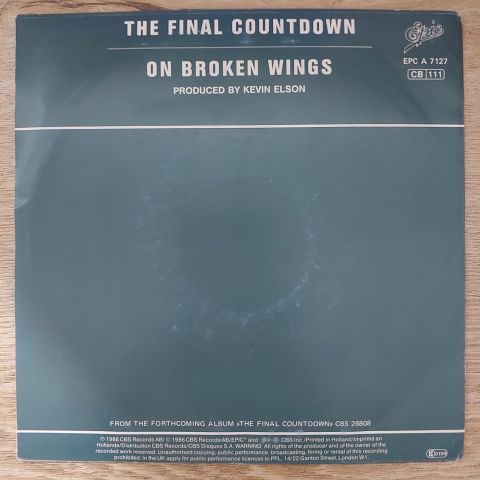 THE FINAL COUNTDOWN
Epic
ON BROKEN WINGS
EPC A 7127
CB 111
PRODUCED BY KEVIN ELSON
FROM THE FORTHCOMING ALBUM »THE FINAL COUNTDOWN» CBS 26808
℗ 1986 CBS Records AB/© 1986 CBS Records AB/EPIC® and CBS Inc./Printed in Holland/Imprimé en
Hollande/Distribution CBS Records/CBS Disques S.A. WARNING: All rights of the producer and of the owner of the
recorded work reserved. Unauthorised copying, public performance, broadcasting, hiring or rental of this recording
prohibited. In the UK apply for public performance licences to PPL, 14/22 Ganton Street, London W1.